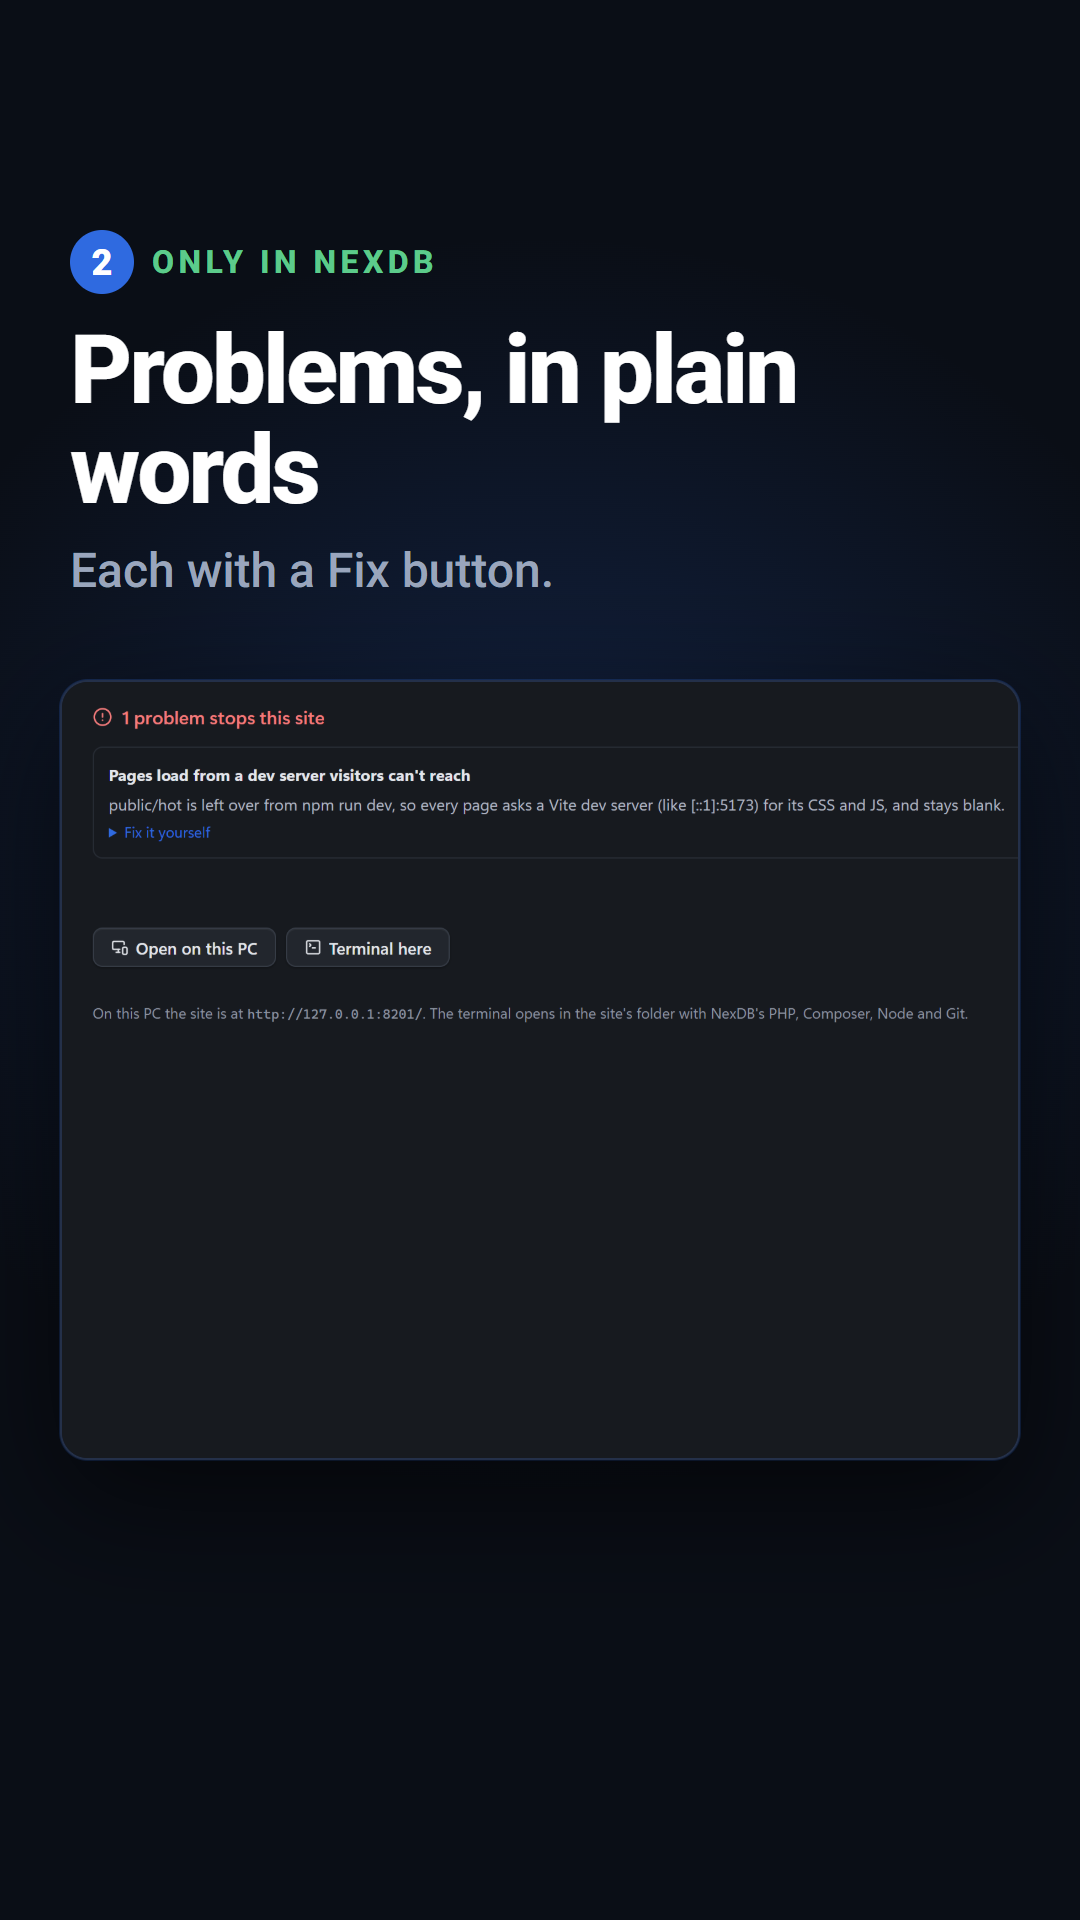 2 ONLY IN NEXDB
Problems, in plain
words
Each with a Fix button.
1 problem stops this site
Pages load from a dev server visitors can't reach
public/hot is left over from npm run dev, so every page asks a Vite dev server (like [::1]:5173) for its CSS and JS, and stays blank.
Fix it yourself
Open on this PC Terminal here
On this PC the site is at http://127.0.0.1:8201/. The terminal opens in the site's folder with NexDB's PHP, Composer, Node and Git.